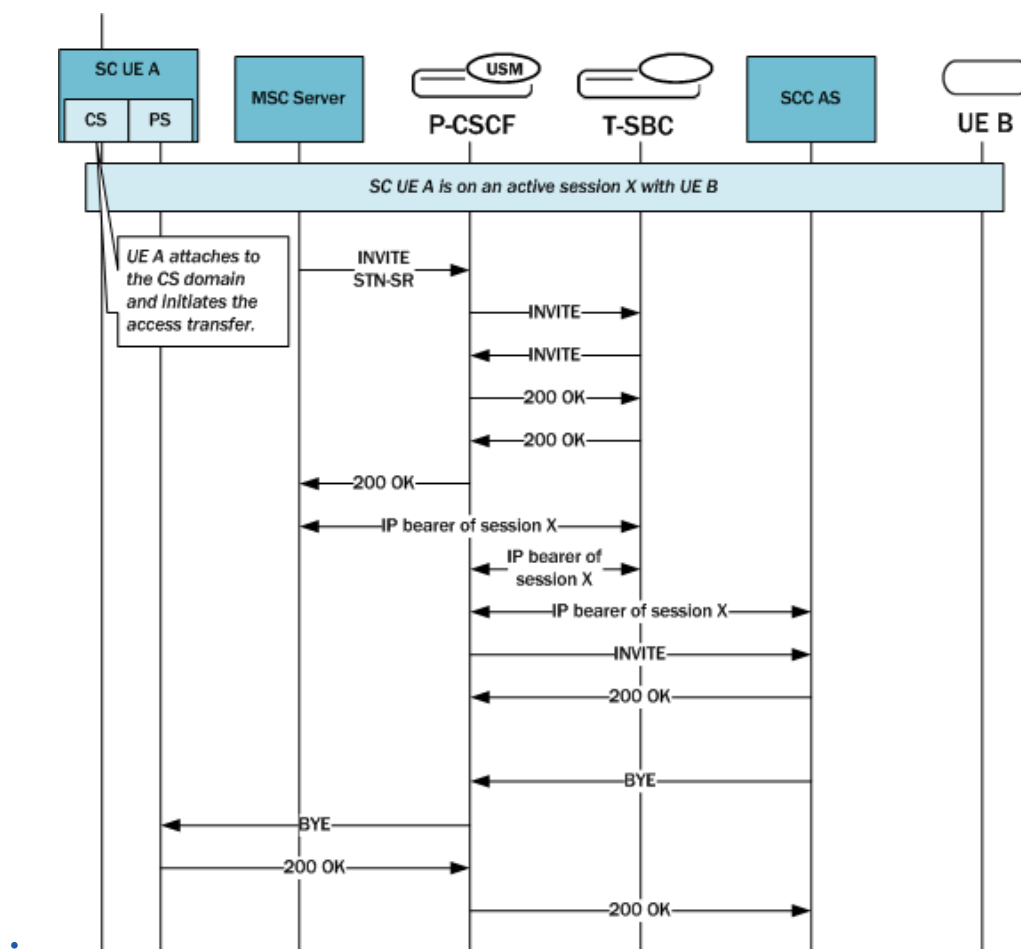 SC UE A
CS
PS
MSC Server
USM
P-CSCF
T-SBC
SCC AS
UE B
SC UE A is on an active session X with UE B
UE A attaches to
the CS domain
and initiates the
access transfer.
INVITE
STN-SR
INVITE
INVITE
200 OK
200 OK
200 OK
IP bearer of session X
IP bearer of
session X
IP bearer of session X
INVITE
200 OK
BYE
BYE
200 OK
200 OK